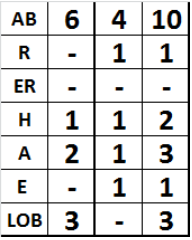 AB 6 4 10
R - 1 1
ER - - -
H 1 1 2
A 2 1 3
E - 1 1
LOB 3 - 3